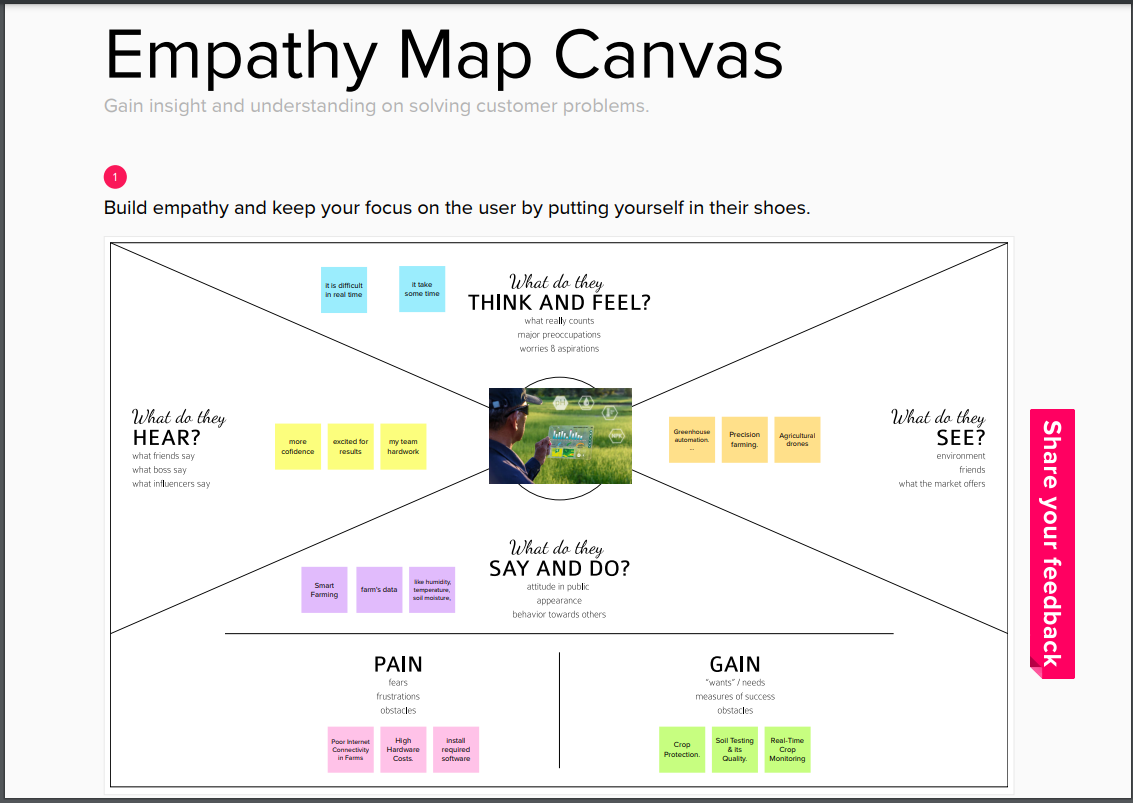 Empathy Map Canvas
Gain insight and understanding on solving customer problems.
1
Build empathy and keep your focus on the user by putting yourself in their shoes.
It is difficult
in real time
it take
some time
What do they
THINK AND FEEL?
what really counts
major preoccupations
worries & aspirations
What do they
HEAR?
what friends say
what boss say
what influencers say
more
cofidence
excited for
results
my team
hardwork
Greenhouse
automation.
...
Precision
farming.
Agricultural
drones
What do they
SEE?
environment
friends
what the market offers
What do they
SAY AND DO?
attitude in public
appearance
behavior towards others
Smart
Farming
farm's data
like humidity,
temperature,
soil moisture,
PAIN
fears
frustrations
obstacles
Poor Internet
Connectivity
in Farms
High
Hardware
Costs.
install
required
software
GAIN
"wants" / needs
measures of success
obstacles
Crop
Protection.
Soil Testing
& its
Quality.
Real-Time
Crop
Monitoring
Share your feedback